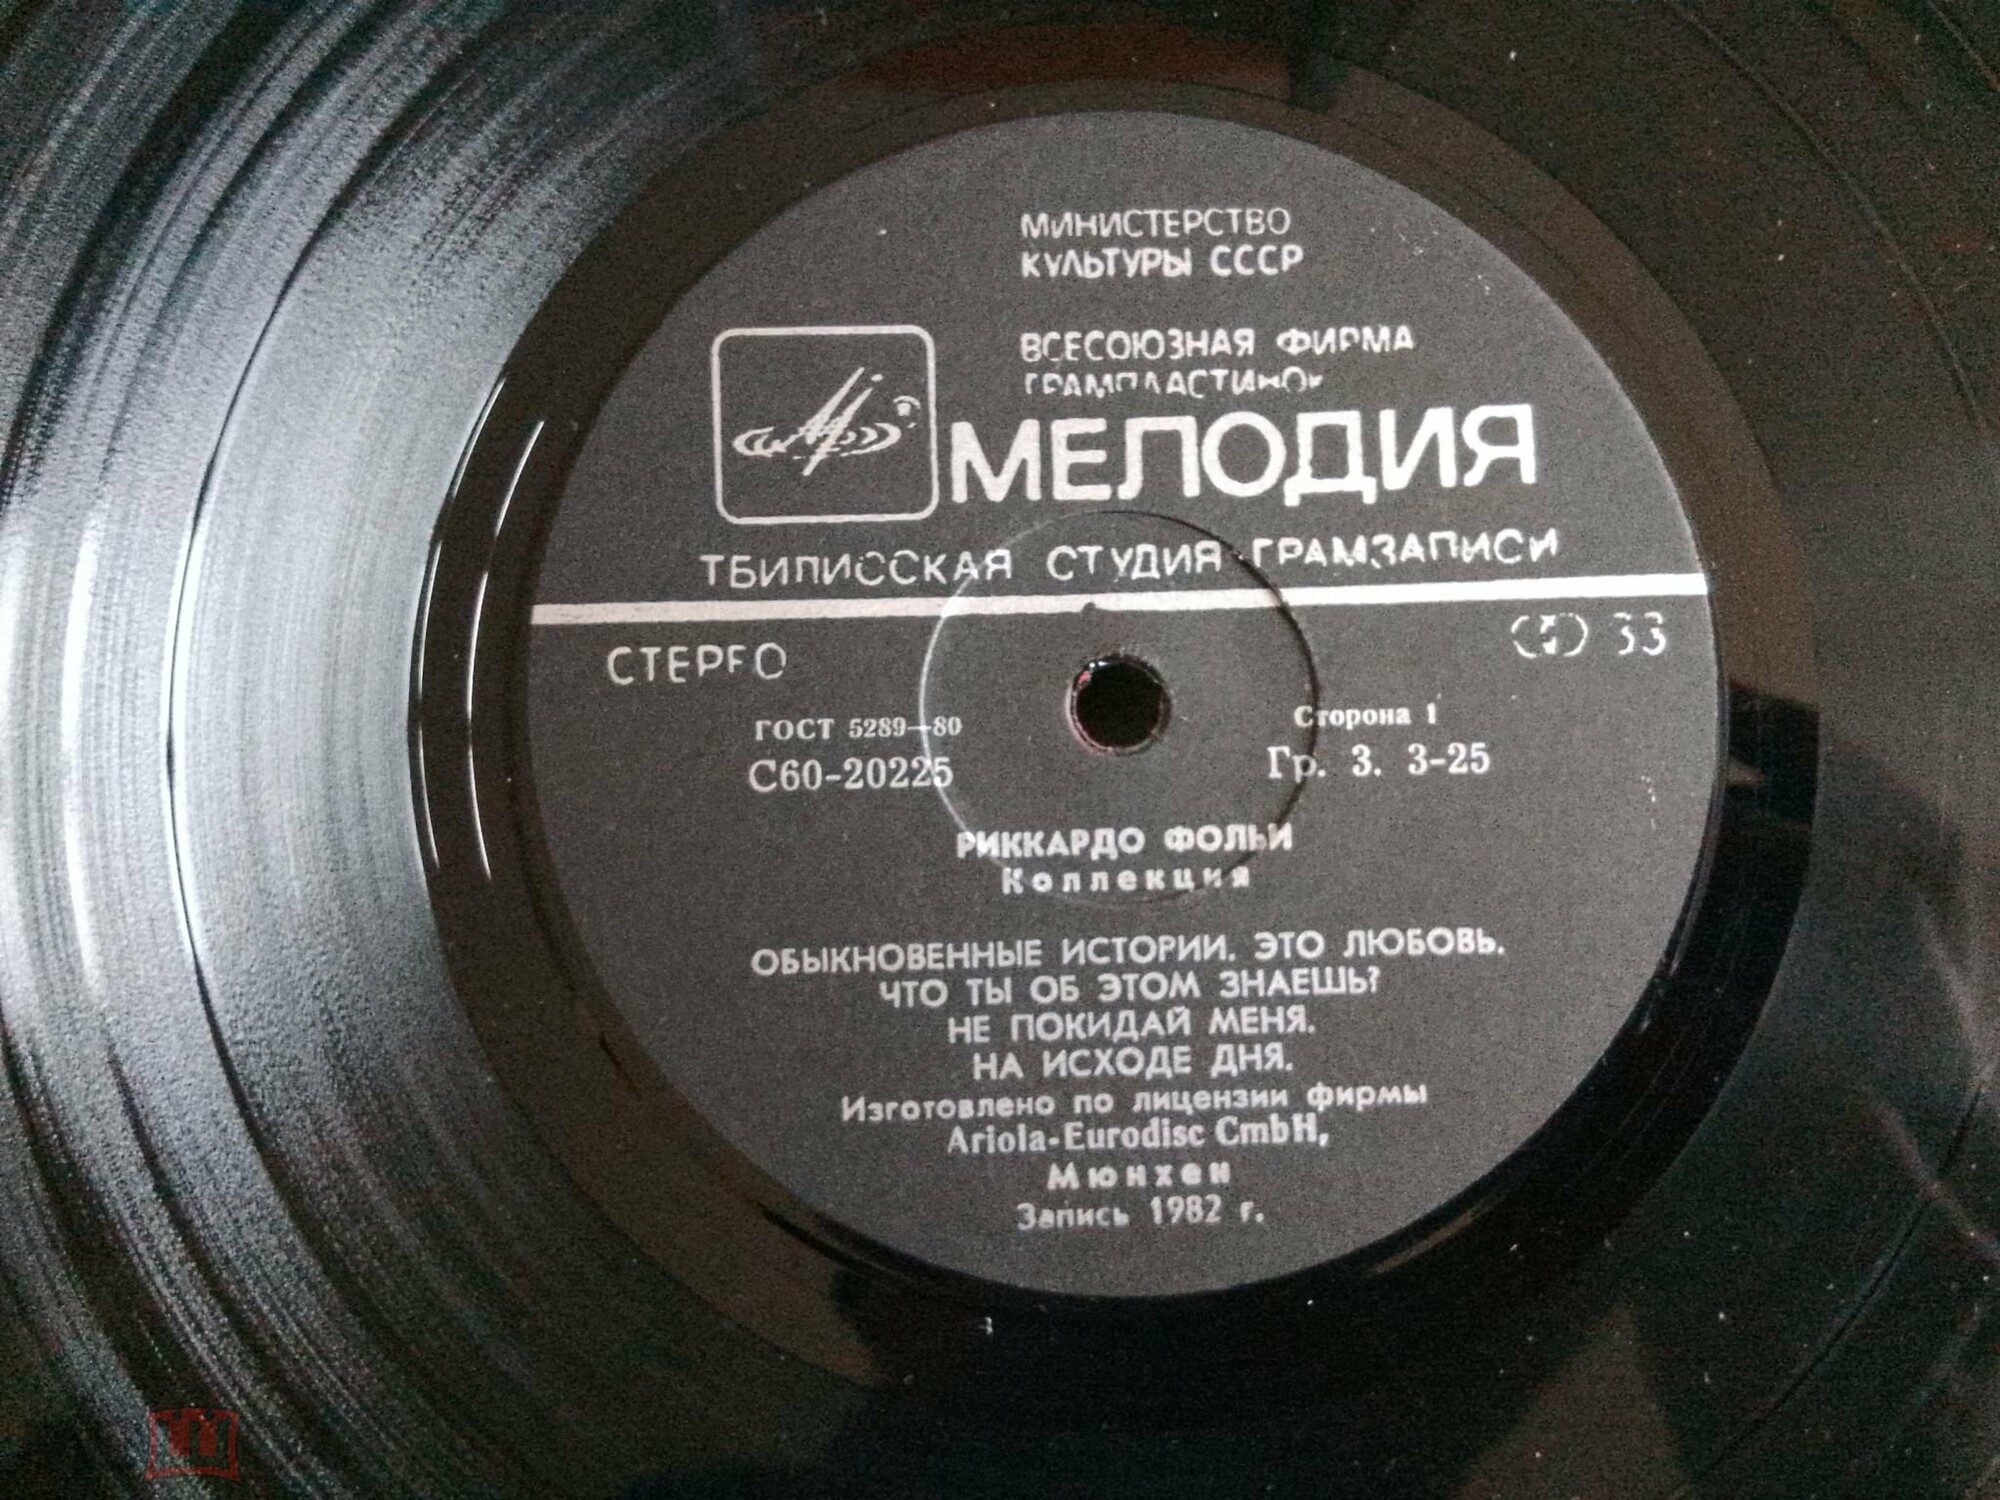 МИНИСТЕРСТВО
КУЛЬТУРЫ СССР
ВСЕСОЮЗНАЯ ФИРМА
ГРАМПЛАСТИНОК
МЕЛОДИЯ
ТБИЛИССКАЯ СТУДИЯ ГРАМЗАПИСИ
СТЕРЕО
33
ГОСТ 5289—80
Сторона 1
С60-20225
Гр. 3. 3-25
РИККАРДО ФОЛЬИ
Коллекция
ОБЫКНОВЕННЫЕ ИСТОРИИ. ЭТО ЛЮБОВЬ.
ЧТО ТЫ ОБ ЭТОМ ЗНАЕШЬ?
НЕ ПОКИДАЙ МЕНЯ.
НА ИСХОДЕ ДНЯ.
Изготовлено по лицензии фирмы
Ariola-Eurodisc CmbH,
Мюнхен
Запись 1982 г.